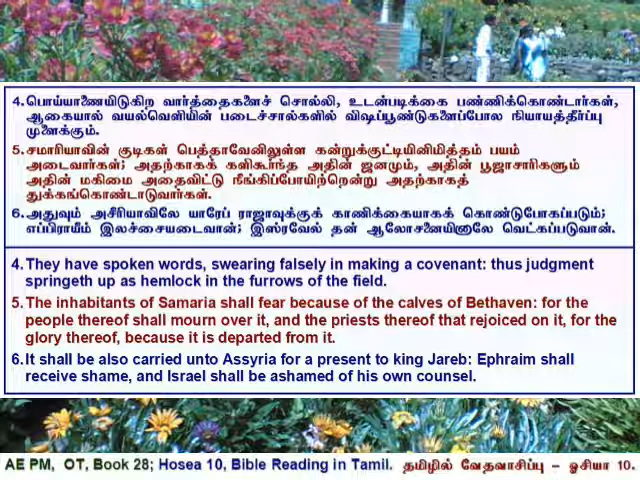 4.பொய்யாணையிடுகிற வார்த்தைகளைச் சொல்லி, உடன்படிக்கை பண்ணிக்கொண்டார்கள்,
ஆகையால் வயல்வெளியின் படைச்சால்களில் விஷப்பூண்டுகளைப்போல நியாயத்தீர்ப்பு
முளைக்கும்.
5.சமாரியாவின் குடிகள் பெத்தாவேனிலுள்ள கன்றுக்குட்டியினிமித்தம் பயம்
அடைவார்கள்; அதற்காகக் களிகூர்ந்த அதின் ஜனமும், அதின் பூஜாசாரிகளும்
அதின் மகிமை அதைவிட்டு நீங்கிப்போயிற்றென்று அதற்காகத்
துக்கங்கொண்டாடுவார்கள்.
6.அதுவும் அசீரியாவிலே யாரேப் ராஜாவுக்குக் காணிக்கையாகக் கொண்டுபோகப்படும்;
எப்பிராயீம் இலச்சையடைவான்; இஸ்ரவேல் தன் ஆலோசனையினாலே வெட்கப்படுவான்.
4.They have spoken words, swearing falsely in making a covenant: thus judgment
springeth up as hemlock in the furrows of the field.
5.The inhabitants of Samaria shall fear because of the calves of Bethaven: for the
people thereof shall mourn over it, and the priests thereof that rejoiced on it, for the
glory thereof, because it is departed from it.
6.It shall be also carried unto Assyria for a present to king Jareb: Ephraim shall
receive shame, and Israel shall be ashamed of his own counsel.
AE PM, OT, Book 28; Hosea 10, Bible Reading in Tamil. தமிழில் வேதவாசிப்பு – ஓசியா 10.